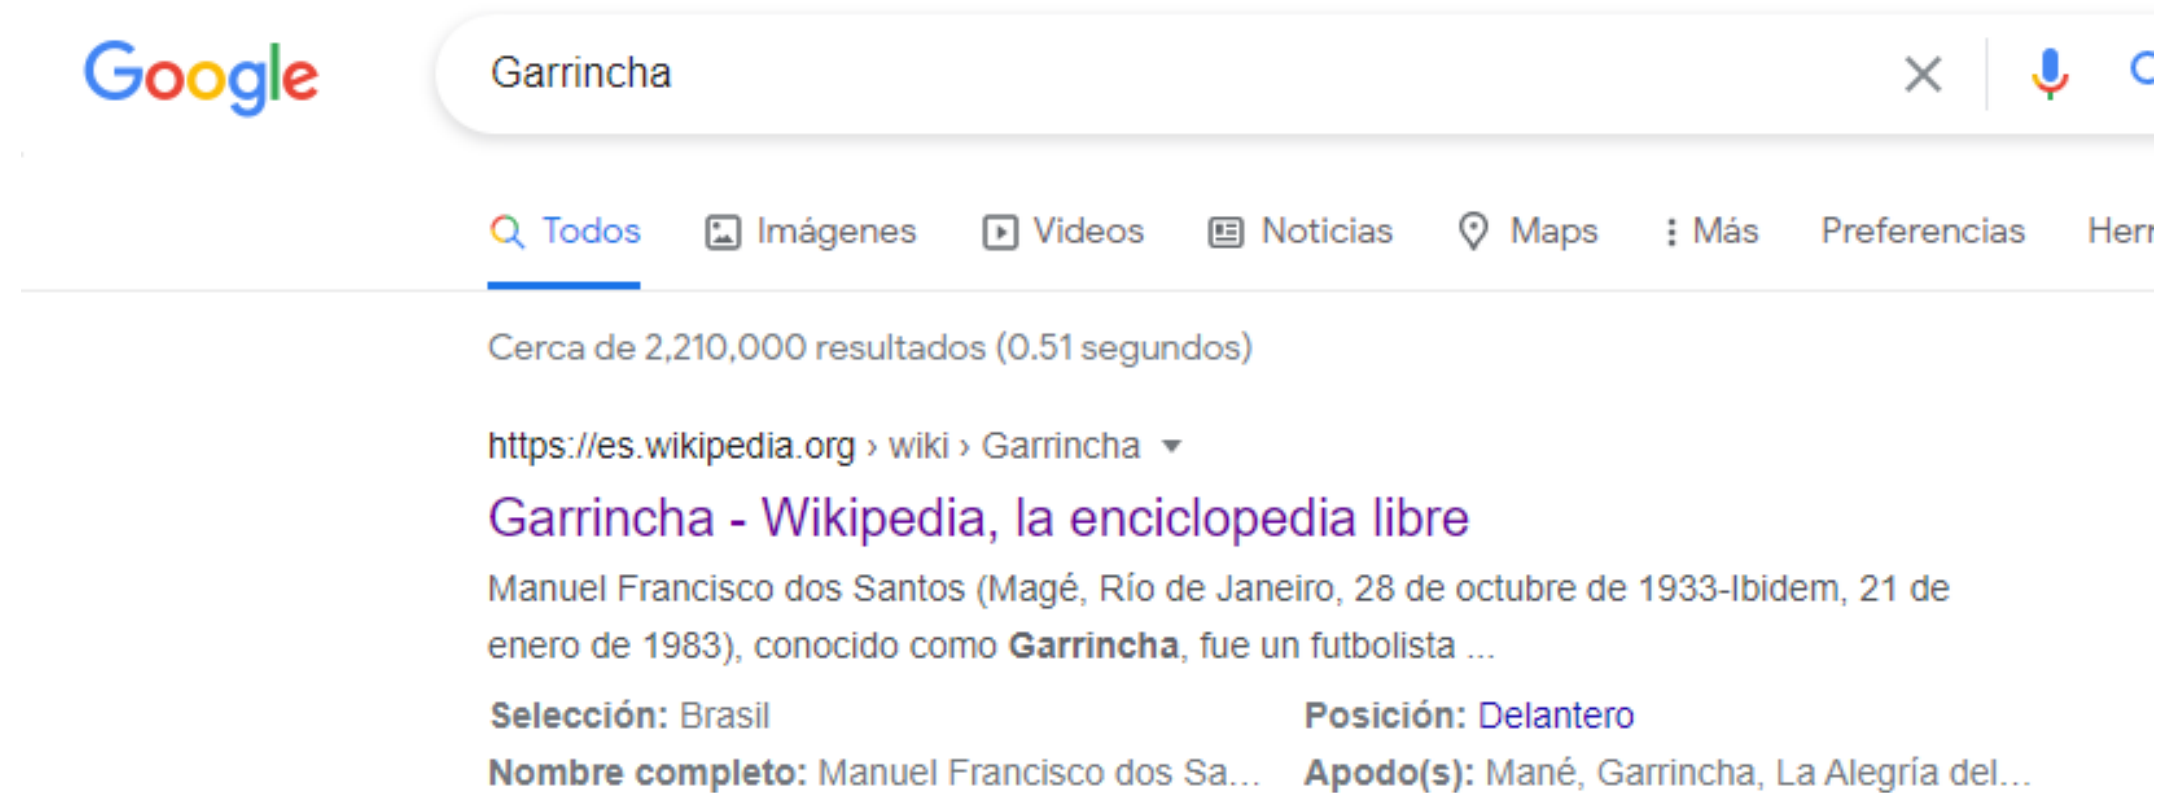 Google Garrincha
Todos Imágenes Videos Noticias Maps Más Preferencias
Cerca de 2,210,000 resultados (0.51 segundos)
https://es.wikipedia.org › wiki › Garrincha
Garrincha - Wikipedia, la enciclopedia libre
Manuel Francisco dos Santos (Magé, Río de Janeiro, 28 de octubre de 1933-Ibidem, 21 de
enero de 1983), conocido como Garrincha, fue un futbolista ...
Selección: Brasil Posición: Delantero
Nombre completo: Manuel Francisco dos Sa... Apodo(s): Mané, Garrincha, La Alegría del...